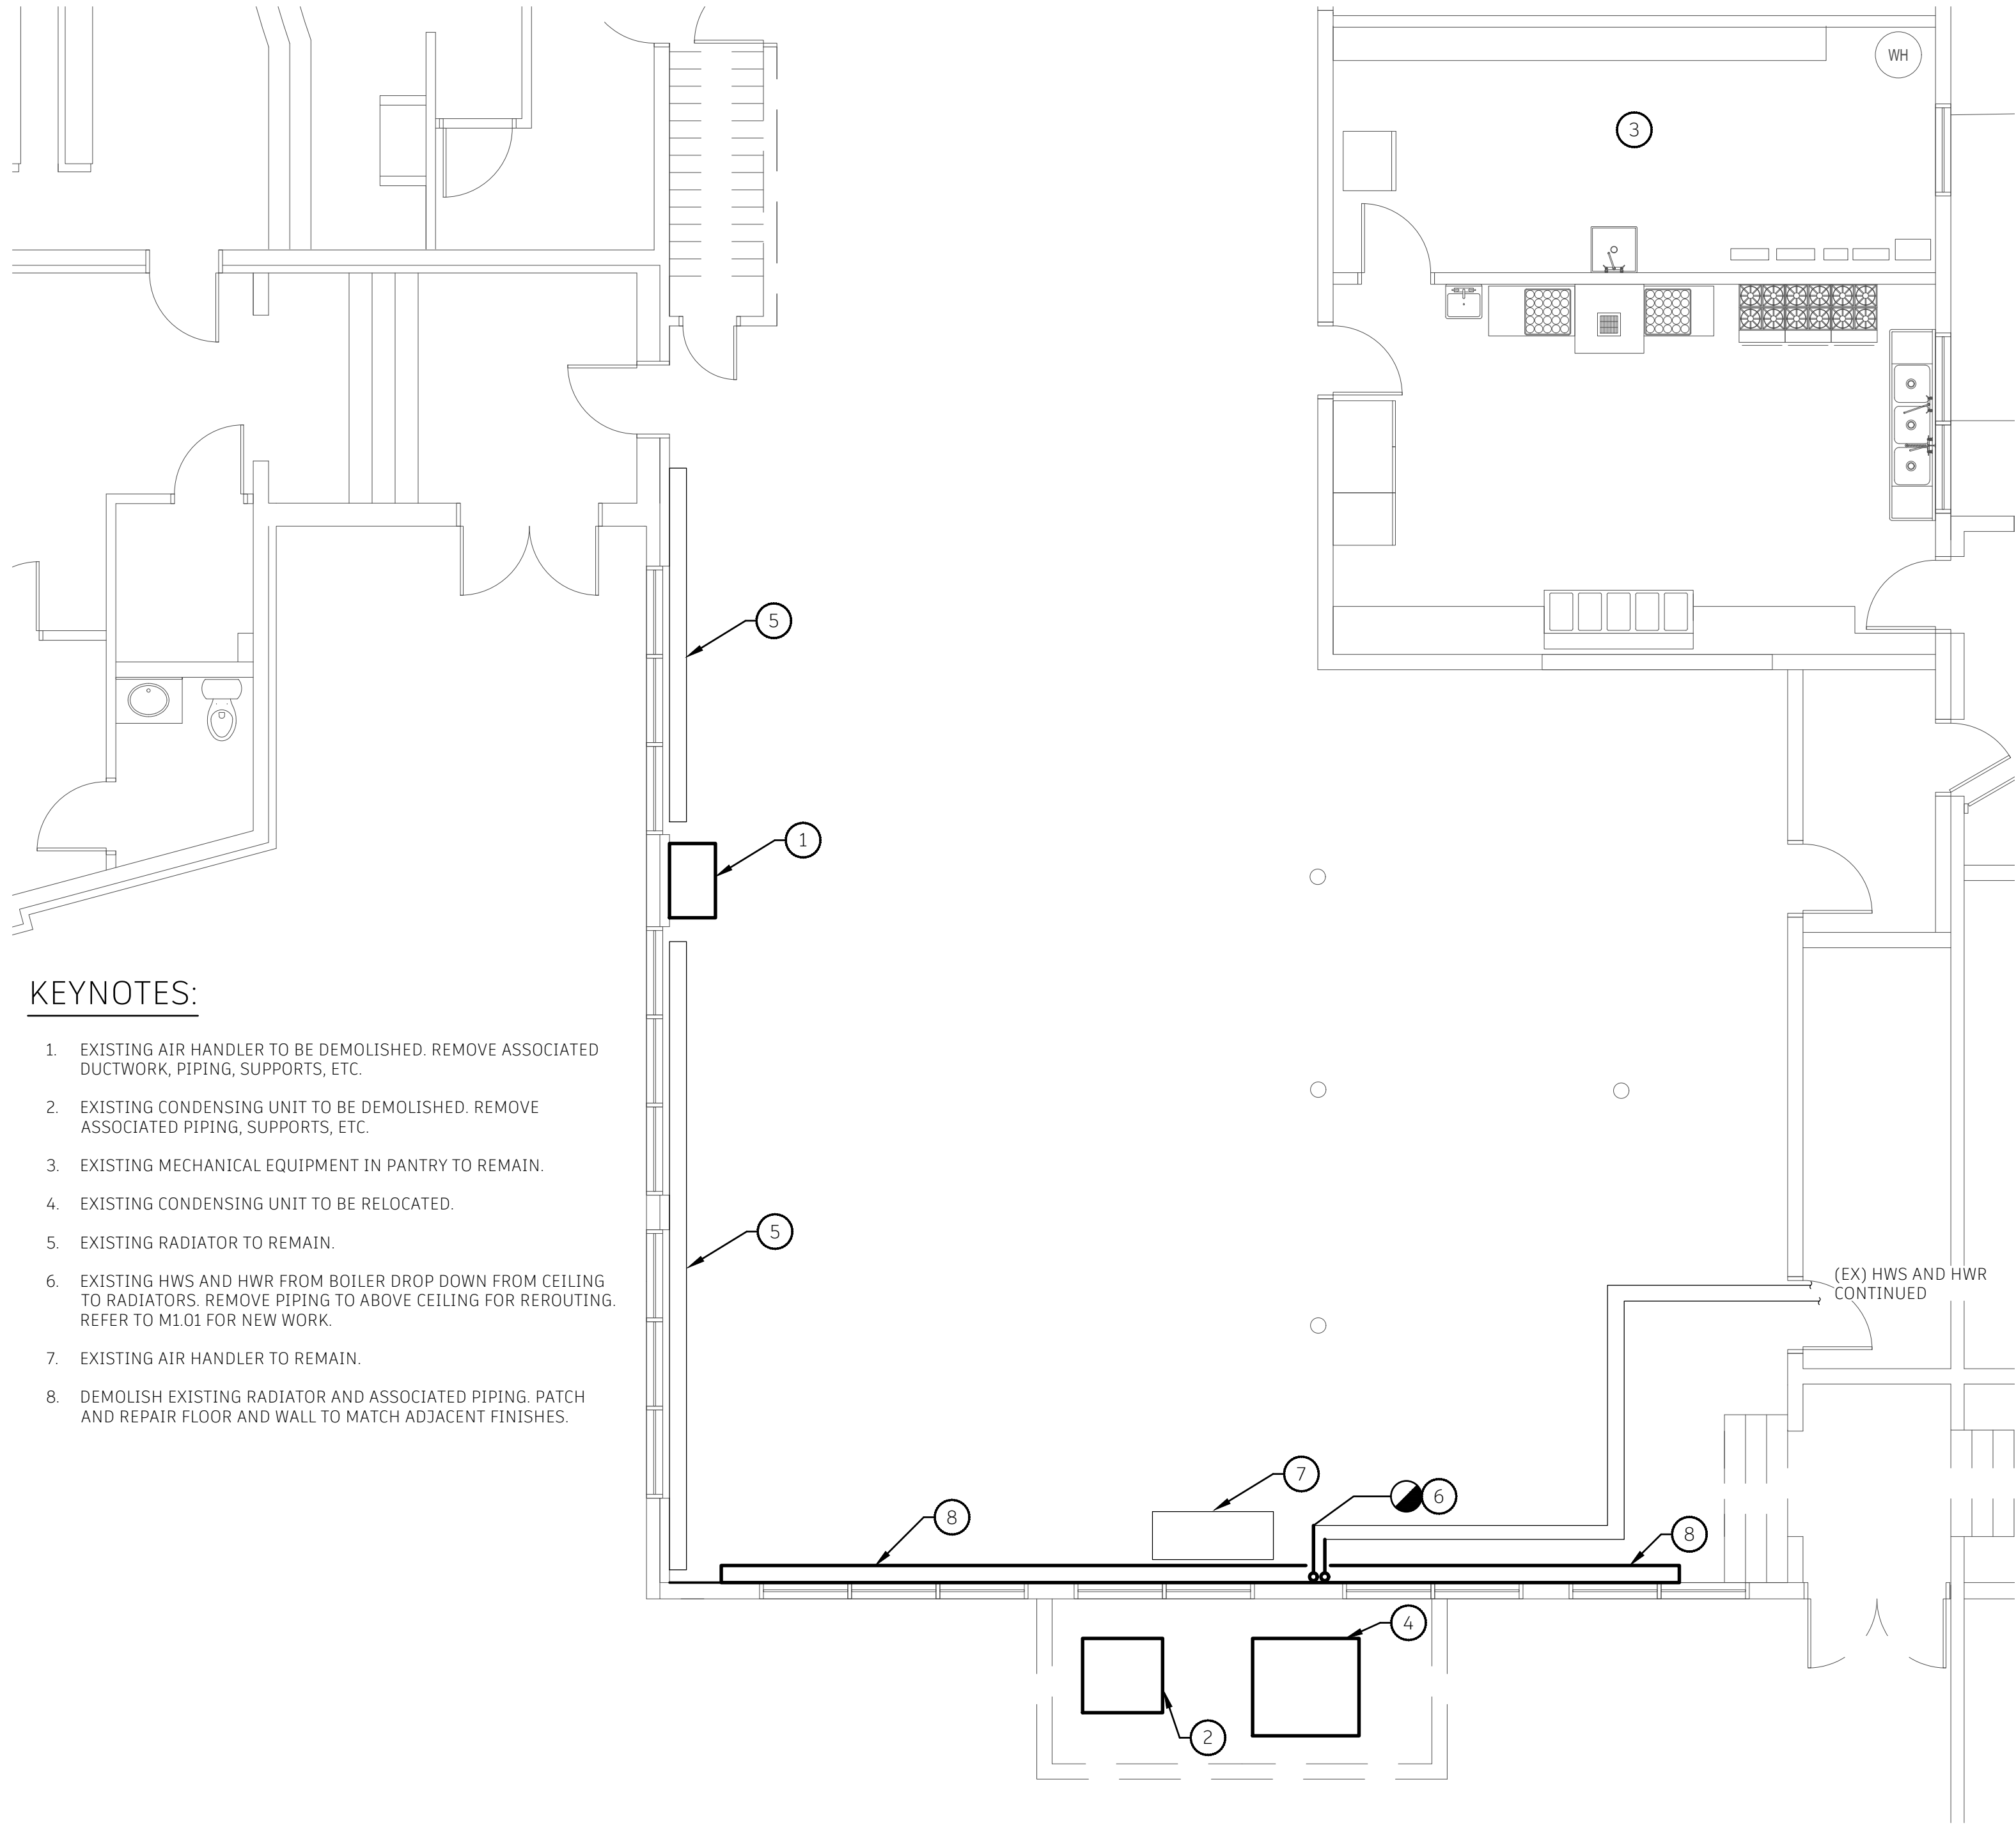 WH
3
5
1
KEYNOTES:
1. EXISTING AIR HANDLER TO BE DEMOLISHED. REMOVE ASSOCIATED
DUCTWORK, PIPING, SUPPORTS, ETC.
2. EXISTING CONDENSING UNIT TO BE DEMOLISHED. REMOVE
ASSOCIATED PIPING, SUPPORTS, ETC.
3. EXISTING MECHANICAL EQUIPMENT IN PANTRY TO REMAIN.
4. EXISTING CONDENSING UNIT TO BE RELOCATED.
5. EXISTING RADIATOR TO REMAIN.
6. EXISTING HWS AND HWR FROM BOILER DROP DOWN FROM CEILING
TO RADIATORS. REMOVE PIPING TO ABOVE CEILING FOR REROUTING.
REFER TO M1.01 FOR NEW WORK.
7. EXISTING AIR HANDLER TO REMAIN.
8. DEMOLISH EXISTING RADIATOR AND ASSOCIATED PIPING. PATCH
AND REPAIR FLOOR AND WALL TO MATCH ADJACENT FINISHES.
5
(EX) HWS AND HWR
CONTINUED
7
6
8
8
4
2